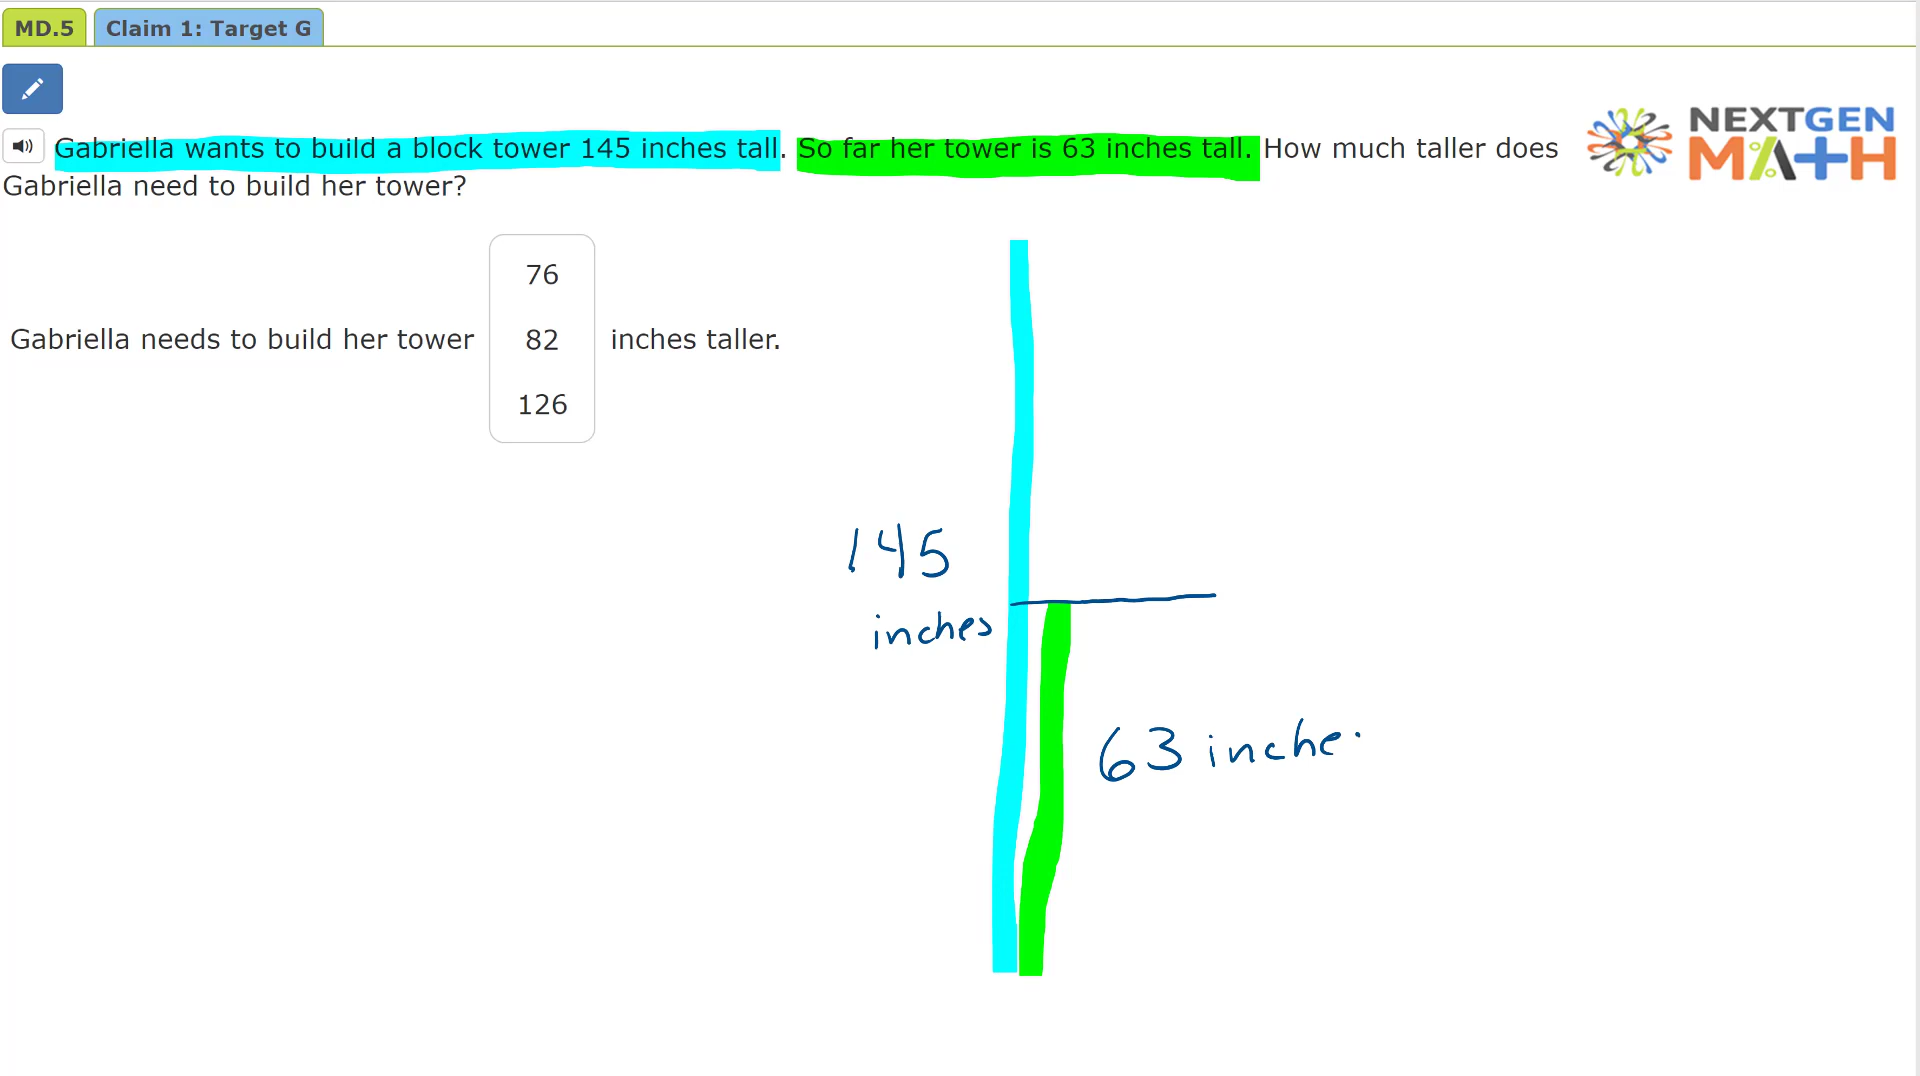 MD.5 Claim 1: Target G
Gabriella wants to build a block tower 145 inches tall. So far her tower is 63 inches tall. How much taller does
Gabriella need to build her tower?
NEXTGEN
MATH
76
Gabriella needs to build her tower 82 inches taller.
126
145
inches
63 inche